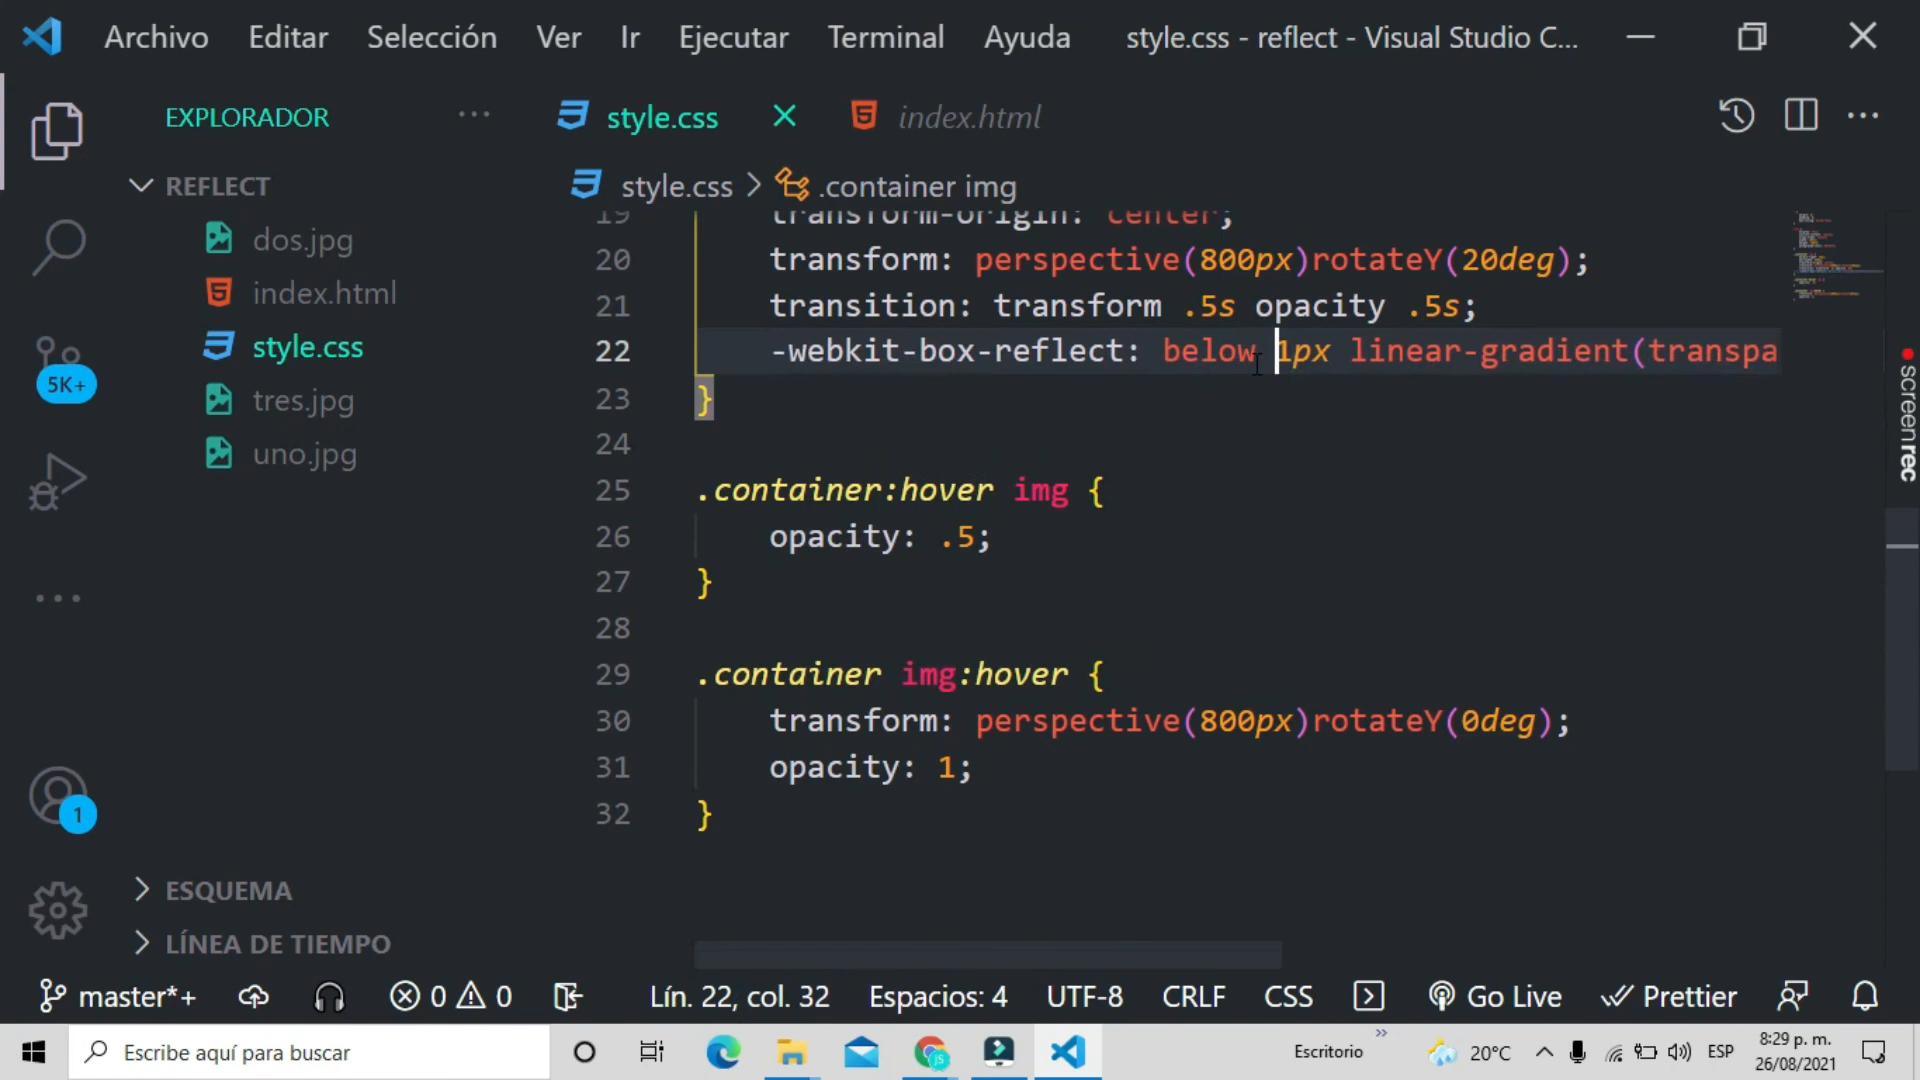 Archivo Editar Selección Ver Ir Ejecutar Terminal Ayuda style.css - reflect - Visual Studio C...
EXPLORADOR ...
style.css index.html
REFLECT
style.css > .container img
dos.jpg
index.html
style.css
tres.jpg
uno.jpg
5K+
1
ESQUEMA
LÍNEA DE TIEMPO
19 transform-origin: center;
20 transform: perspective(800px)rotateY(20deg);
21 transition: transform .5s opacity .5s;
22 -webkit-box-reflect: below 1px linear-gradient(transpa
23 }
24
25 .container:hover img {
26 opacity: .5;
27 }
28
29 .container img:hover {
30 transform: perspective(800px)rotateY(0deg);
31 opacity: 1;
32 }
screenrec
master*+ 0 0 Lín. 22, col. 32 Espacios: 4 UTF-8 CRLF CSS Go Live Prettier
Escribe aquí para buscar
JS
Escritorio » 20°C ESP
8:29 p. m.
26/08/2021